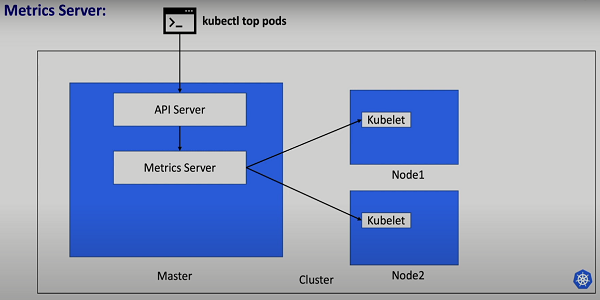 Metrics Server:
kubectl top pods
API Server
Metrics Server
Kubelet
Node1
Kubelet
Node2
Master
Cluster